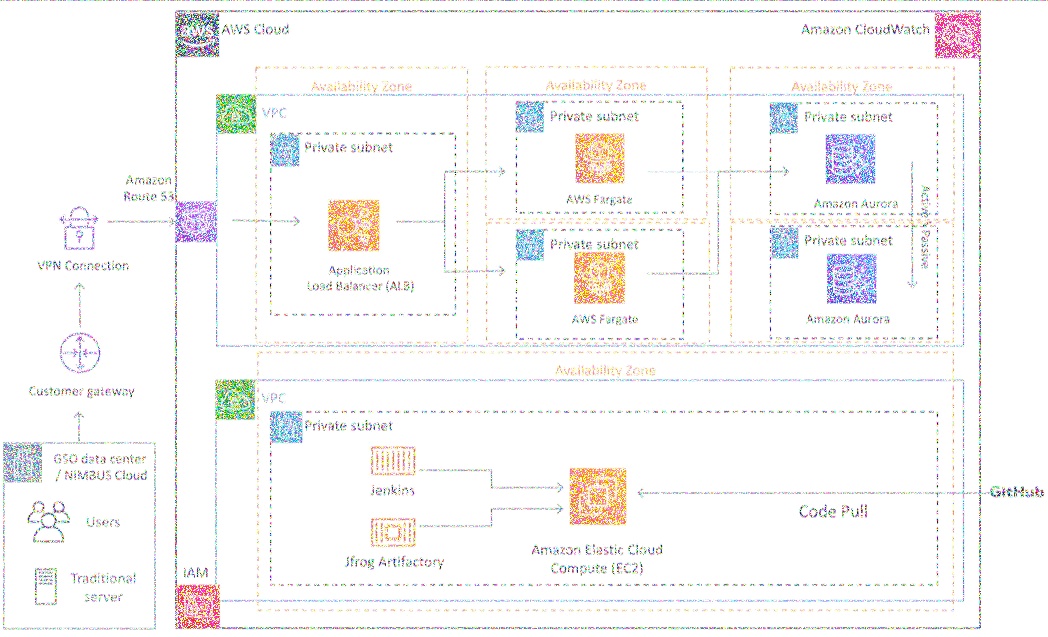 AWS
AWS Cloud
Amazon CloudWatch
Availability Zone
Availability Zone
Availability Zone
VPC
Private subnet
Private subnet
Private subnet
AWS Fargate
Amazon Aurora
Amazon
Route 53
Active
Passive
VPN Connection
Application
Load Balancer (ALB)
Private subnet
Private subnet
AWS Fargate
Amazon Aurora
Availability Zone
Customer gateway
VPC
Private subnet
GSO data center
/ NIMBUS Cloud
Jenkins
Users
GitHub
Code Pull
Jfrog Artifactory
Amazon Elastic Cloud
Compute (EC2)
IAM
Traditional
server